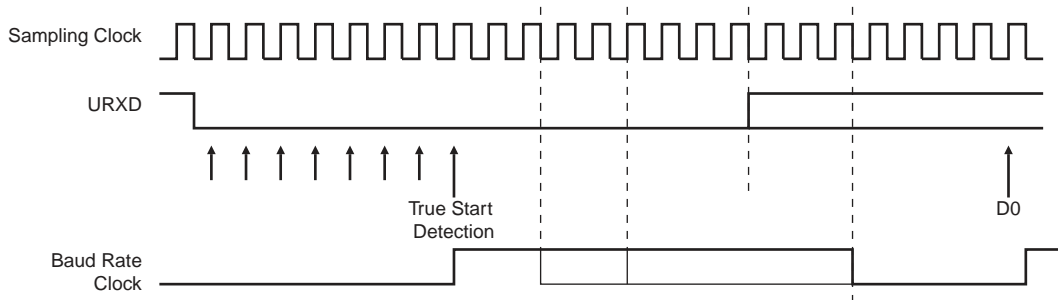 Sampling Clock
URXD
True Start
Detection
D0
Baud Rate
Clock